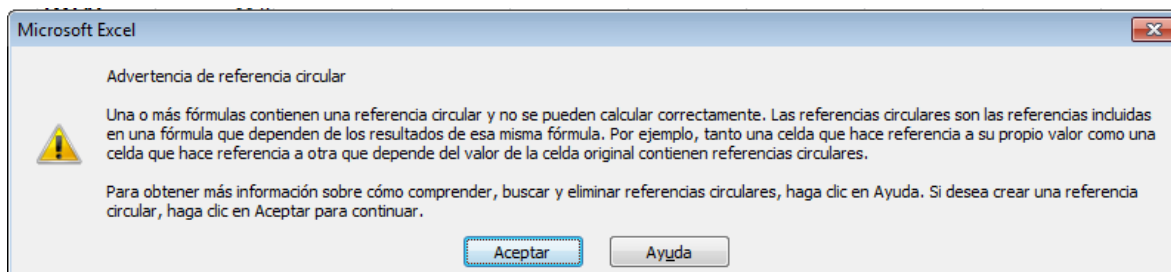 Microsoft Excel
Advertencia de referencia circular
Una o más fórmulas contienen una referencia circular y no se pueden calcular correctamente. Las referencias circulares son las referencias incluidas
en una fórmula que dependen de los resultados de esa misma fórmula. Por ejemplo, tanto una celda que hace referencia a su propio valor como una
celda que hace referencia a otra que depende del valor de la celda original contienen referencias circulares.
Para obtener más información sobre cómo comprender, buscar y eliminar referencias circulares, haga clic en Ayuda. Si desea crear una referencia
circular, haga clic en Aceptar para continuar.
Aceptar Ayuda